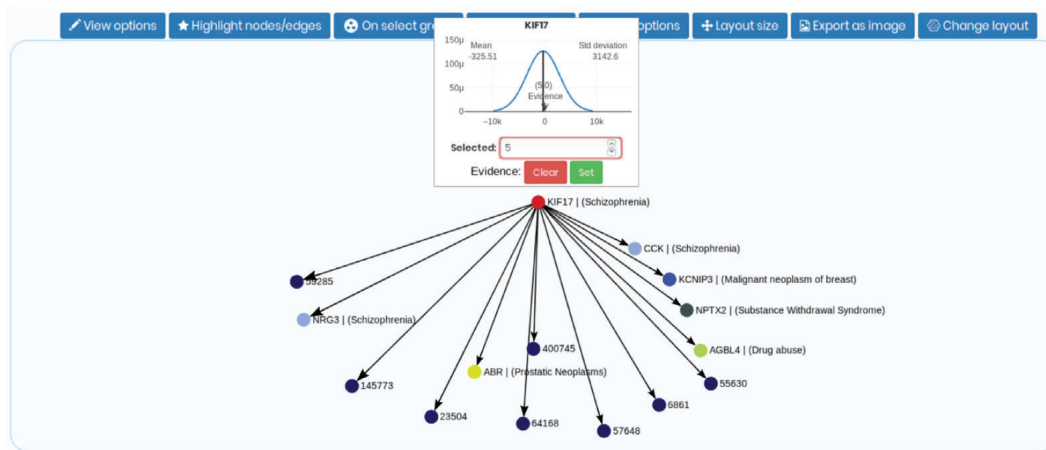 View options
Highlight nodes/edges
On select gr
options
Layout size
Export as image
Change layout
KIF17
150µ
Mean
-325.51
Std deviation
3142.6
100µ
50µ
(5,0)
Evidence
0
−10k
0
10k
Selected: 5
Evidence: Clear Set
KIF17 | (Schizophrenia)
CCK | (Schizophrenia)
KCNIP3 | (Malignant neoplasm of breast)
NPTX2 | (Substance Withdrawal Syndrome)
NRG3 | (Schizophrenia)
400745
AGBL4 | (Drug abuse)
ABR | (Prostatic Neoplasms)
145773
55630
6861
23504
64168
57648